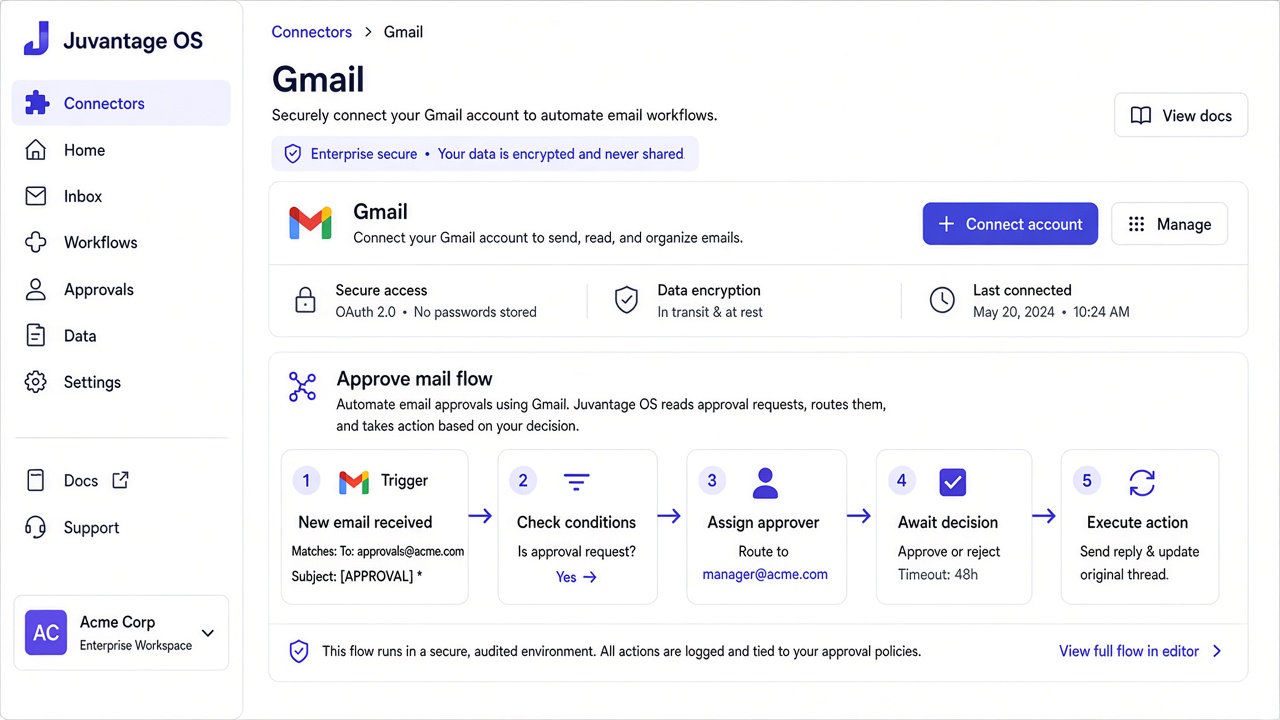 Juvantage OS
Connectors
Home
Inbox
Workflows
Approvals
Data
Settings
Docs
Support
AC
Acme Corp
Enterprise Workspace
Connectors > Gmail
Gmail
Securely connect your Gmail account to automate email workflows.
Enterprise secure • Your data is encrypted and never shared
View docs
Gmail
Connect your Gmail account to send, read, and organize emails.
+ Connect account
Manage
Secure access
OAuth 2.0 • No passwords stored
Data encryption
In transit & at rest
Last connected
May 20, 2024 • 10:24 AM
Approve mail flow
Automate email approvals using Gmail. Juvantage OS reads approval requests, routes them,
and takes action based on your decision.
1 Trigger
New email received
Matches: To: approvals@acme.com
Subject: [APPROVAL] *
2
Check conditions
Is approval request?
Yes →
3
Assign approver
Route to
manager@acme.com
4
Await decision
Approve or reject
Timeout: 48h
5
Execute action
Send reply & update
original thread.
This flow runs in a secure, audited environment. All actions are logged and tied to your approval policies.
View full flow in editor >